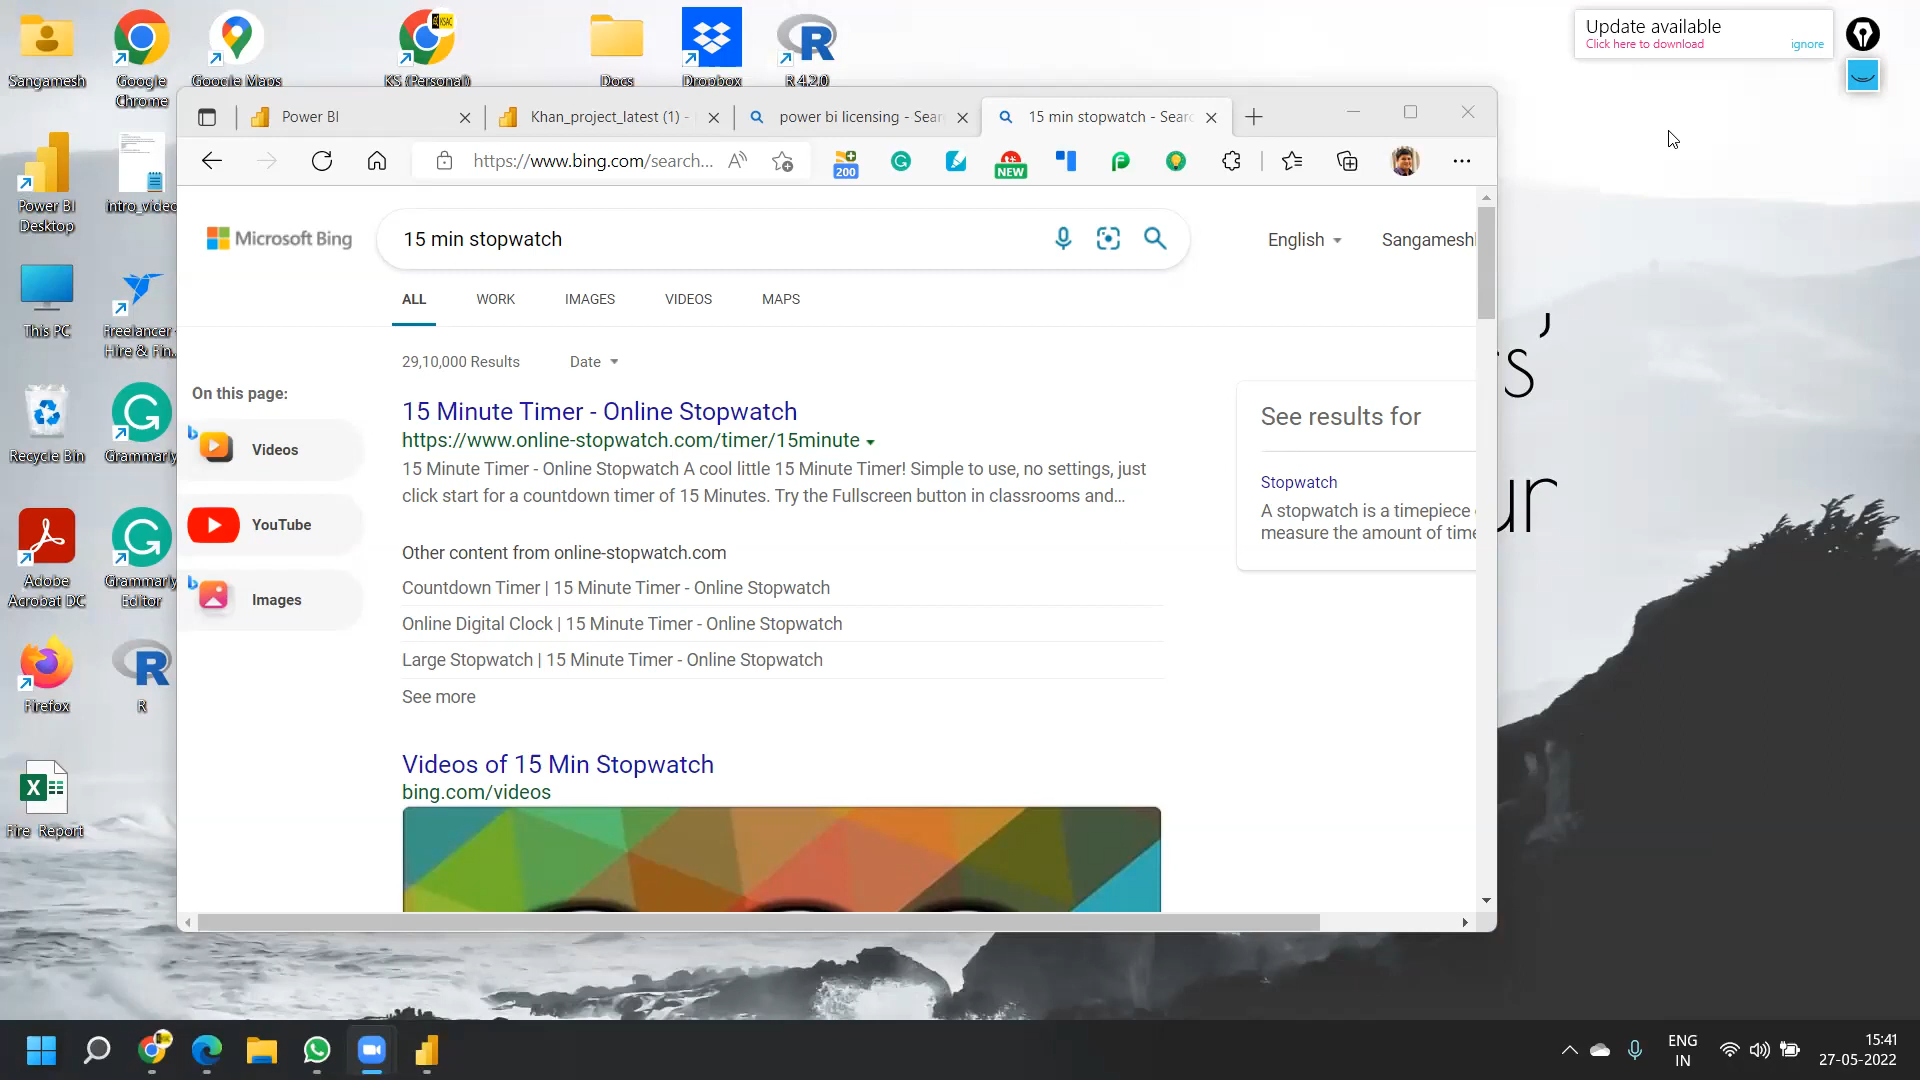 Sangamesh
Google
Chrome
Google Maps
KS (Personal)
Docs
Dropbox
R 4.2.0
Update available
Click here to download
ignore
Power BI
Khan_project_latest (1) -
power bi licensing - Sear
15 min stopwatch - Searc
https://www.bing.com/search...
200
NEW
Power BI
Desktop
intro_video
This PC
Freelancer -
Hire & Fin...
Recycle Bin
Grammarly
Adobe
Acrobat DC
Grammarly
Editor
Firefox
R
Fire_Report
Microsoft Bing
15 min stopwatch
English
Sangamesh
ALL
WORK
IMAGES
VIDEOS
MAPS
29,10,000 Results
Date
On this page:
Videos
YouTube
Images
15 Minute Timer - Online Stopwatch
https://www.online-stopwatch.com/timer/15minute
15 Minute Timer - Online Stopwatch A cool little 15 Minute Timer! Simple to use, no settings, just
click start for a countdown timer of 15 Minutes. Try the Fullscreen button in classrooms and...
Other content from online-stopwatch.com
Countdown Timer | 15 Minute Timer - Online Stopwatch
Online Digital Clock | 15 Minute Timer - Online Stopwatch
Large Stopwatch | 15 Minute Timer - Online Stopwatch
See more
Videos of 15 Min Stopwatch
bing.com/videos
See results for
Stopwatch
A stopwatch is a timepiece
measure the amount of time
ENG
IN
15:41
27-05-2022